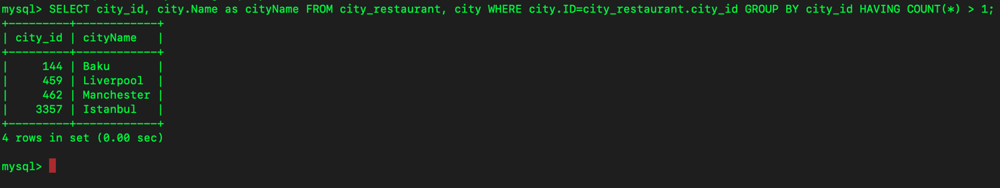 mysql> SELECT city_id, city.Name as cityName FROM city_restaurant, city WHERE city.ID=city_restaurant.city_id GROUP BY city_id HAVING COUNT(*) > 1;
+---------+------------+
| city_id | cityName   |
+---------+------------+
|     144 | Baku       |
|     459 | Liverpool  |
|     462 | Manchester |
|    3357 | Istanbul   |
+---------+------------+
4 rows in set (0.00 sec)
mysql>